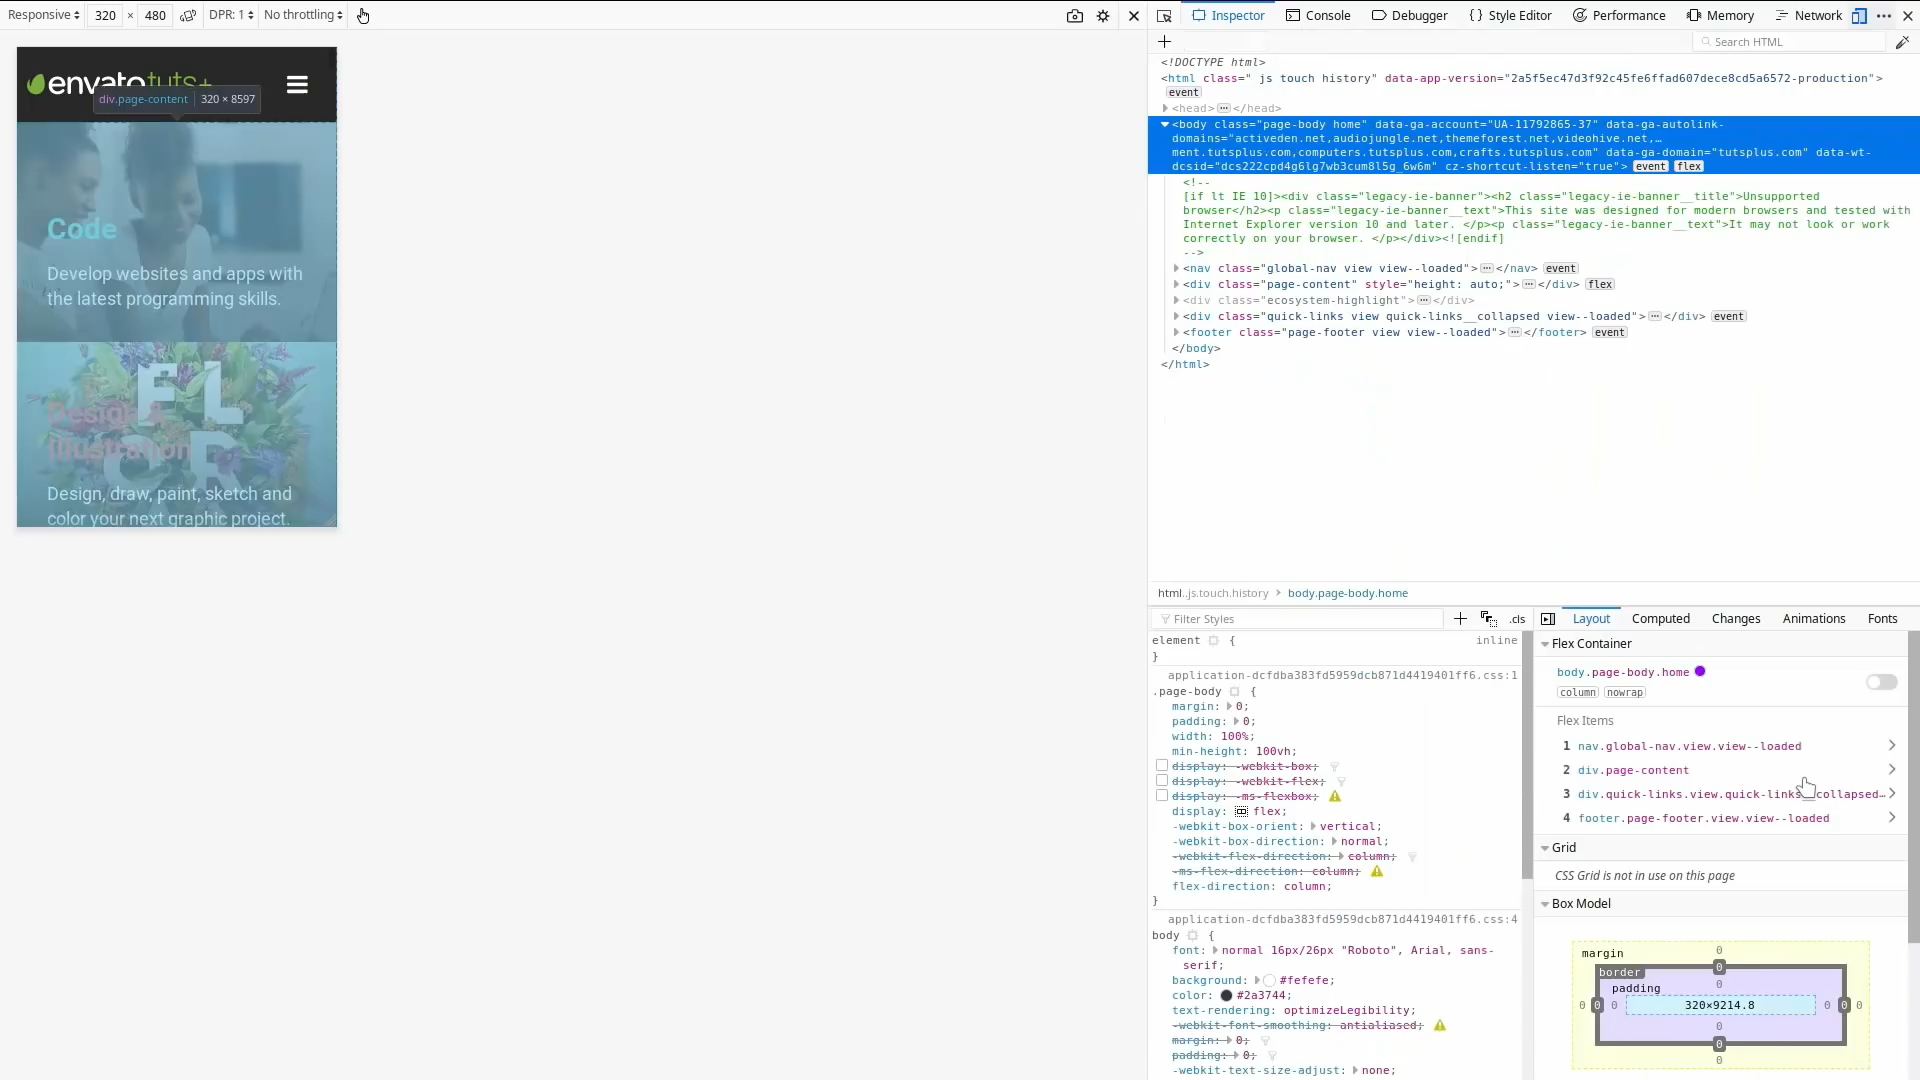 Responsive 320 × 480 DPR: 1 No throttling
Inspector Console Debugger Style Editor Performance Memory Network
Search HTML
envatotuts+
div.page-content 320 × 8597
Code
Develop websites and apps with
the latest programming skills.
FL
OR
Design &
Illustration
Design, draw, paint, sketch and
color your next graphic project.
<!DOCTYPE html>
<html class=" js touch history" data-app-version="2a5f5ec47d3f92c45fe6ffad607dece8cd5a6572-production">
event
<head> </head>
<body class="page-body home" data-ga-account="UA-11792865-37" data-ga-autolink-
domains="activeden.net,audiojungle.net,themeforest.net,videohive.net,…
ment.tutsplus.com,computers.tutsplus.com,crafts.tutsplus.com" data-ga-domain="tutsplus.com" data-wt-
dcsid="dcs222cpd4g6lg7wb3cum8l5g_6w6m" cz-shortcut-listen="true"> event flex
<!--
[if lt IE 10]><div class="legacy-ie-banner"><h2 class="legacy-ie-banner__title">Unsupported
browser</h2><p class="legacy-ie-banner__text">This site was designed for modern browsers and tested with
Internet Explorer version 10 and later. </p><p class="legacy-ie-banner__text">It may not look or work
correctly on your browser. </p></div><![endif]
-->
<nav class="global-nav view view--loaded"> </nav> event
<div class="page-content" style="height: auto;"> </div> flex
<div class="ecosystem-highlight"> </div>
<div class="quick-links view quick-links__collapsed view--loaded"> </div> event
<footer class="page-footer view view--loaded"> </footer> event
</body>
</html>
html.js.touch.history > body.page-body.home
Filter Styles + .cls
element { inline
}
application-dcfdba383fd5959dcb871d4419401ff6.css:1
.page-body {
margin: 0;
padding: 0;
width: 100%;
min-height: 100vh;
display: -webkit-box;
display: -webkit-flex;
display: -ms-flexbox;
display: flex;
-webkit-box-orient: vertical;
-webkit-box-direction: normal;
-webkit-flex-direction: column;
-ms-flex-direction: column;
flex-direction: column;
}
application-dcfdba383fd5959dcb871d4419401ff6.css:4
body {
font: normal 16px/26px "Roboto", Arial, sans-
serif;
background: #fefefe;
color: #2a3744;
text-rendering: optimizeLegibility;
-webkit-font-smoothing: antialiased;
margin: 0;
padding: 0;
-webkit-text-size-adjust: none;
Layout Computed Changes Animations Fonts
Flex Container
body.page-body.home
column nowrap
Flex Items
1 nav.global-nav.view.view--loaded
2 div.page-content
3 div.quick-links.view.quick-links__collapsed…
4 footer.page-footer.view.view--loaded
Grid
CSS Grid is not in use on this page
Box Model
margin 0
border 0
padding 0
0 0 0 320×9214.8 0 0 0
0
0
0